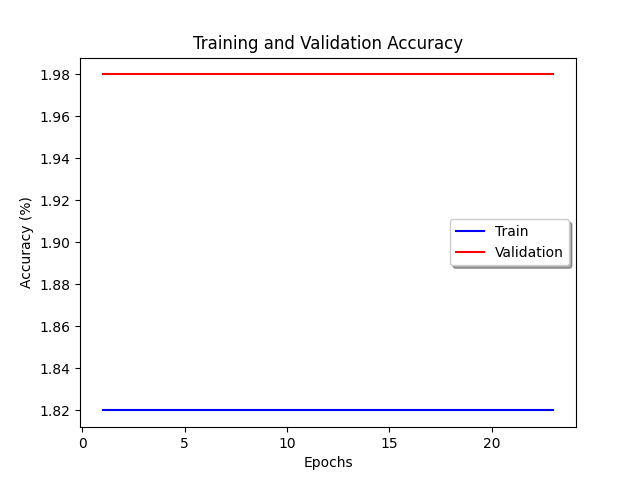 Training and Validation Accuracy
Accuracy (%)
1.98
1.96
1.94
1.92
1.90
1.88
1.86
1.84
1.82
Train
Validation
0 5 10 15 20
Epochs